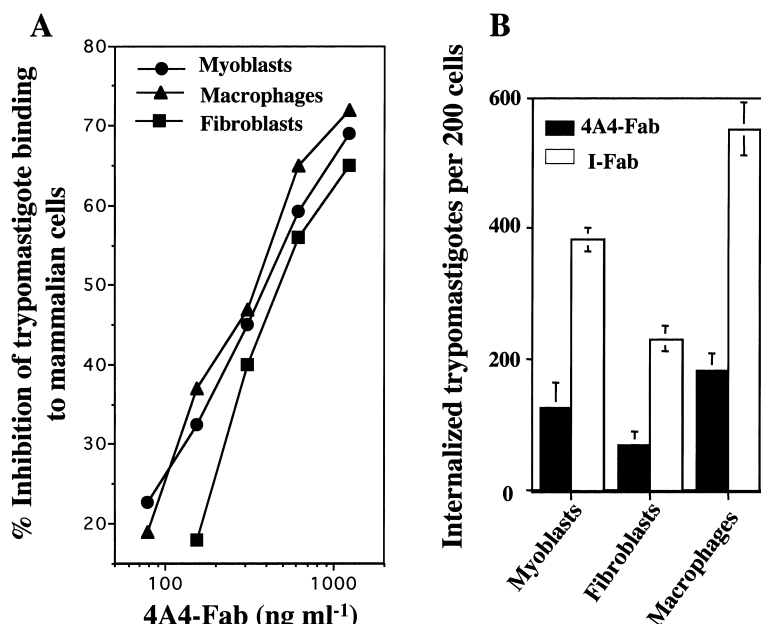 A
% Inhibition of trypomastigote binding
to mammalian cells
80
70
60
50
40
30
20
Myoblasts
Macrophages
Fibroblasts
100
1000
4A4-Fab (ng ml-1)
B
Internalized trypomastigotes per 200 cells
600
400
200
0
4A4-Fab
I-Fab
Myoblasts
Fibroblasts
Macrophages